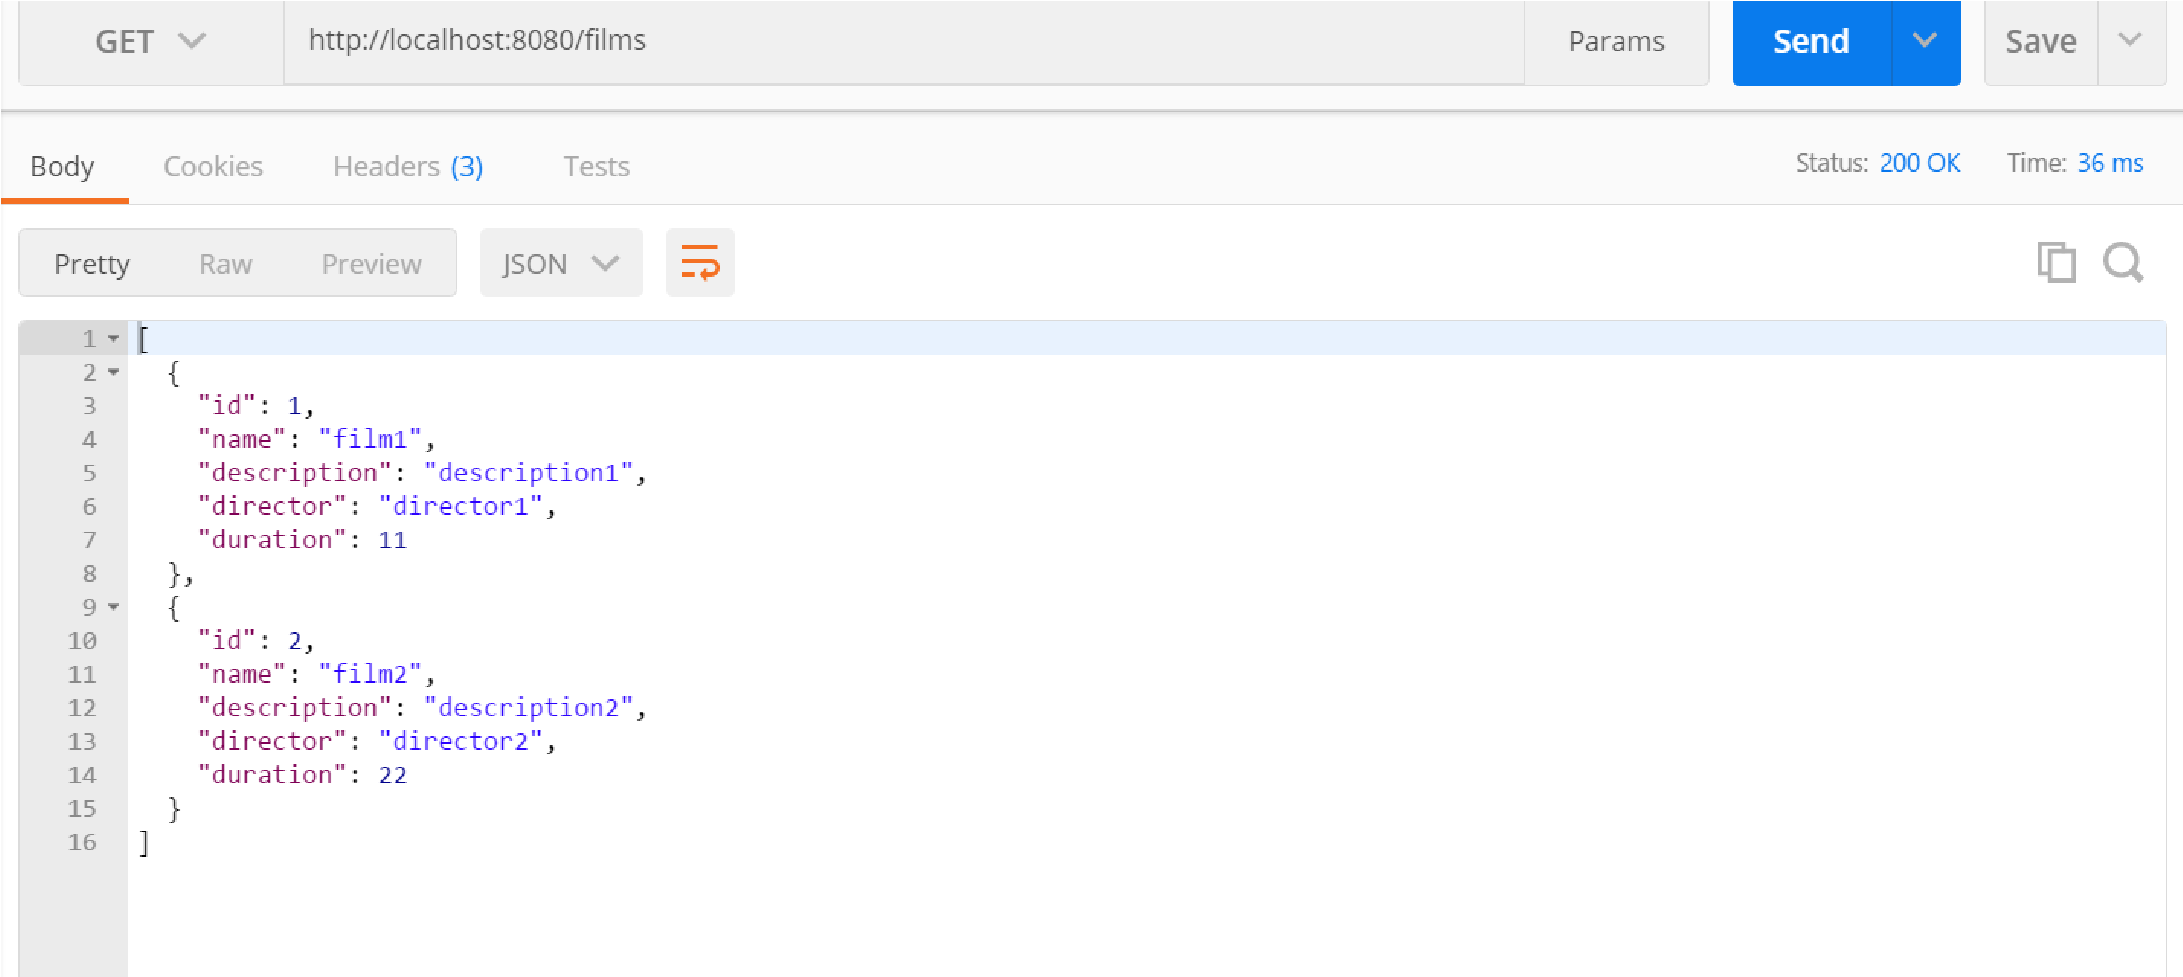 GET http://localhost:8080/films Params Send Save
Body Cookies Headers (3) Tests Status: 200 OK Time: 36 ms
Pretty Raw Preview JSON
1 [
2 {
3 "id": 1,
4 "name": "film1",
5 "description": "description1",
6 "director": "director1",
7 "duration": 11
8 },
9 {
10 "id": 2,
11 "name": "film2",
12 "description": "description2",
13 "director": "director2",
14 "duration": 22
15 }
16 ]